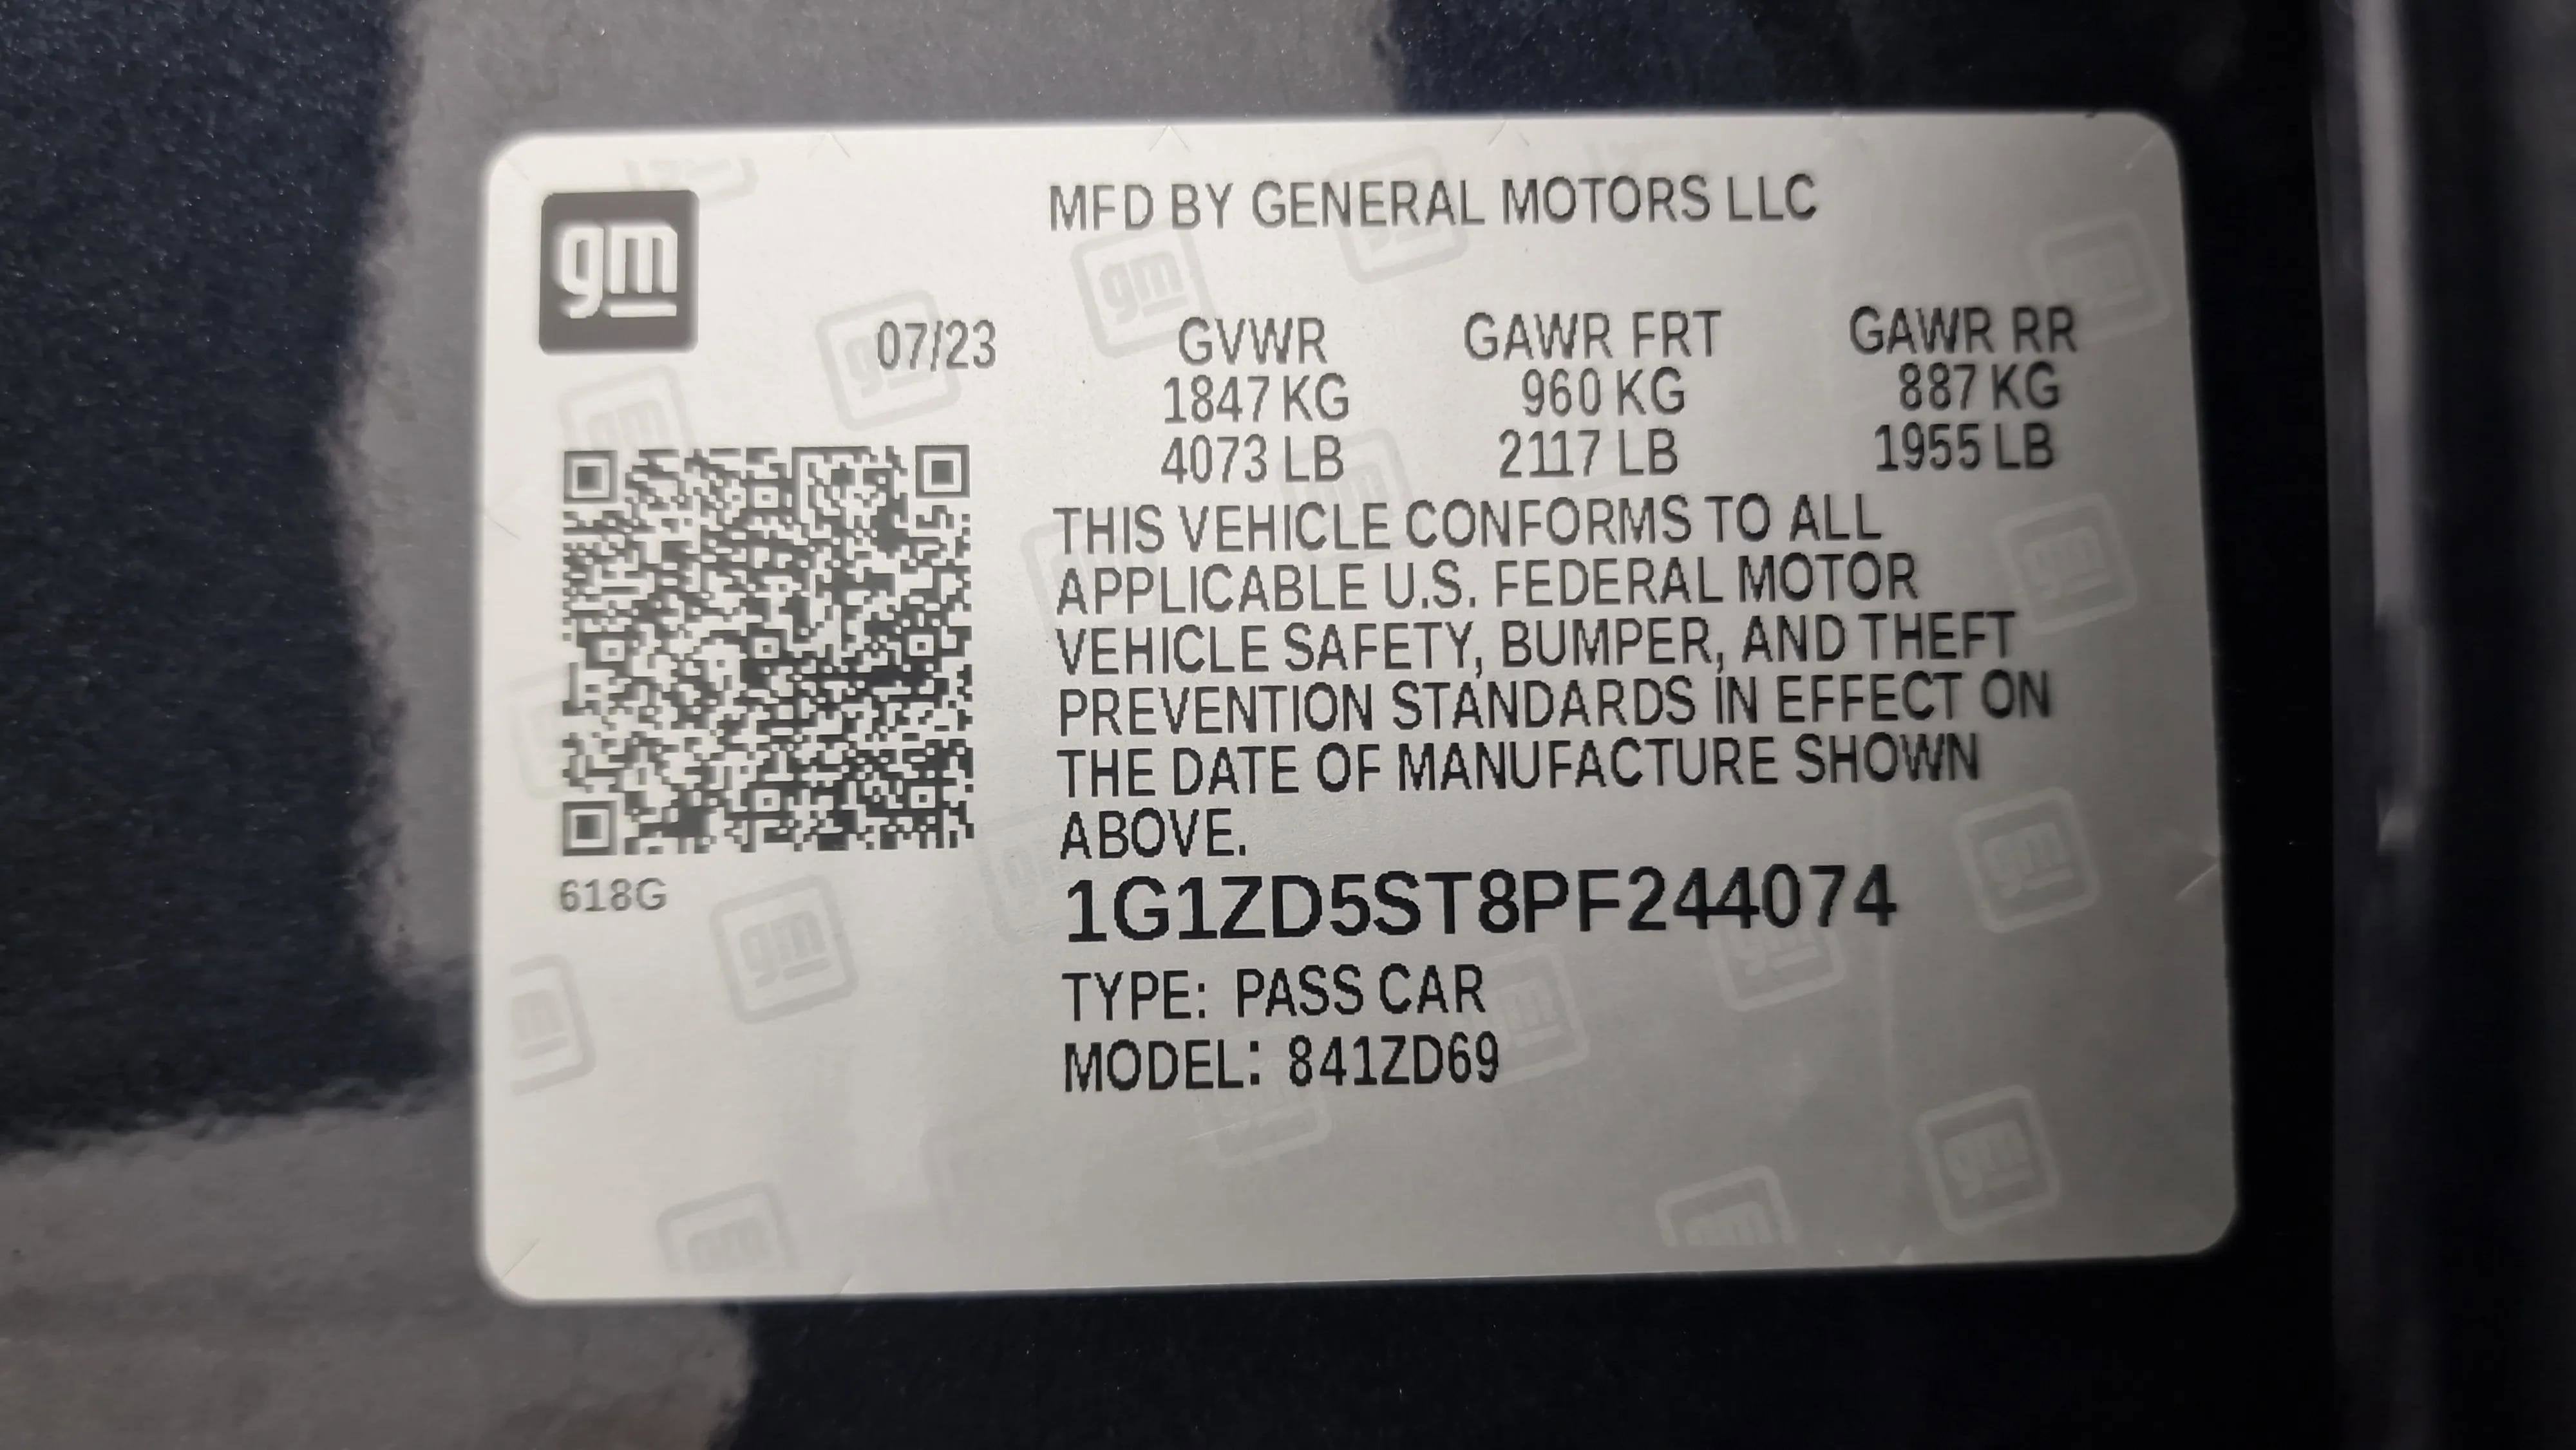 gm
MFD BY GENERAL MOTORS LLC
07/23 GVWR GAWR FRT GAWR RR
1847 KG 960 KG 887 KG
4073 LB 2117 LB 1955 LB
THIS VEHICLE CONFORMS TO ALL
APPLICABLE U.S. FEDERAL MOTOR
VEHICLE SAFETY, BUMPER, AND THEFT
PREVENTION STANDARDS IN EFFECT ON
THE DATE OF MANUFACTURE SHOWN
ABOVE.
618G
1G1ZD5ST8PF244074
TYPE: PASS CAR
MODEL: 841ZD69